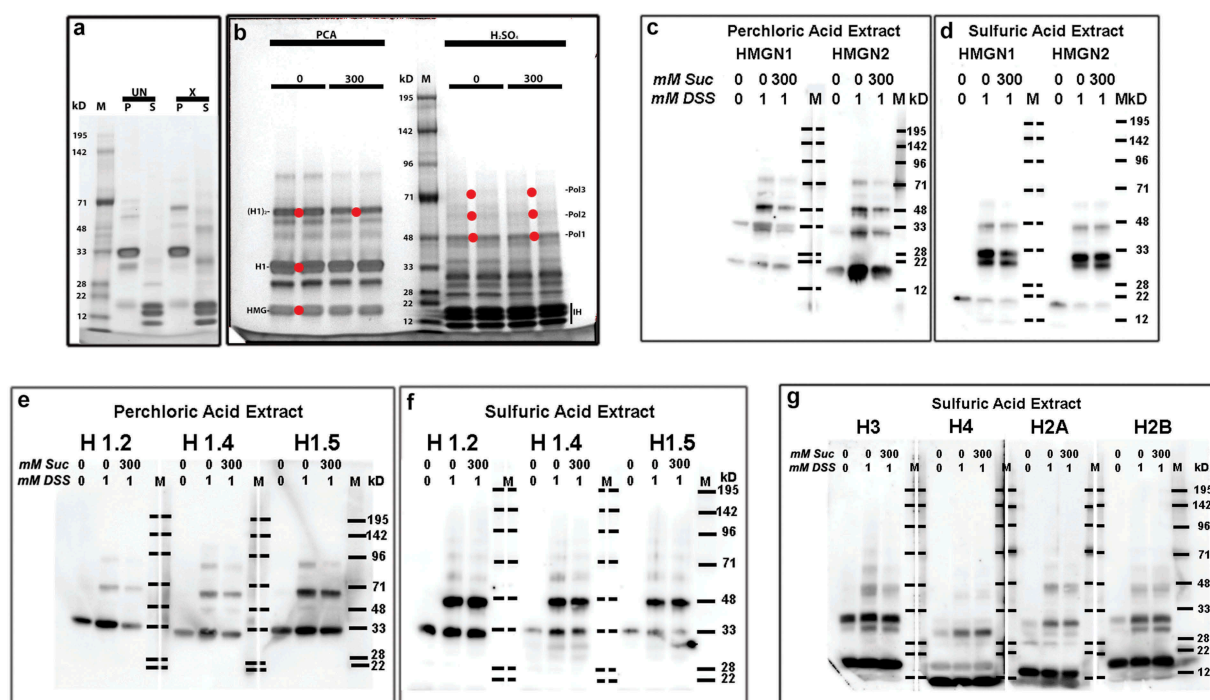 a
UN X
kD M P S P S
195
142
71
48
33
28
22
12
b
PCA H₂SO₄
0 300 kD M 0 300
195
142
96
71
48
33
28
22
12
(H1)₂-
H1-
HMG-
-Pol3
-Pol2
-Pol1
IH
c
Perchloric Acid Extract
HMGN1 HMGN2
mM Suc 0 0 300 0 0 300
mM DSS 0 1 1 M 0 1 1 M kD
195
142
96
71
48
33
28
22
12
d
Sulfuric Acid Extract
HMGN1 HMGN2
0 0 300 0 0 300
0 1 1 M 0 1 1 M kD
195
142
96
71
48
33
28
22
12
e
Perchloric Acid Extract
H 1.2 H 1.4 H1.5
mM Suc 0 0 300 0 0 300 0 0 300
mM DSS 0 1 1 M 0 1 1 M 0 1 1 M kD
195
142
96
71
48
33
28
22
f
Sulfuric Acid Extract
H 1.2 H 1.4 H1.5
0 0 300 0 0 300 0 0 300
0 1 1 M 0 1 1 M 0 1 1 M kD
195
142
96
71
48
33
28
22
g
Sulfuric Acid Extract
H3 H4 H2A H2B
mM Suc 0 0 300 0 0 300 0 0 300 0 0 300
mM DSS 0 1 1 M 0 1 1 M 0 1 1 M 0 1 1 M kD
195
142
96
71
48
33
28
22
12